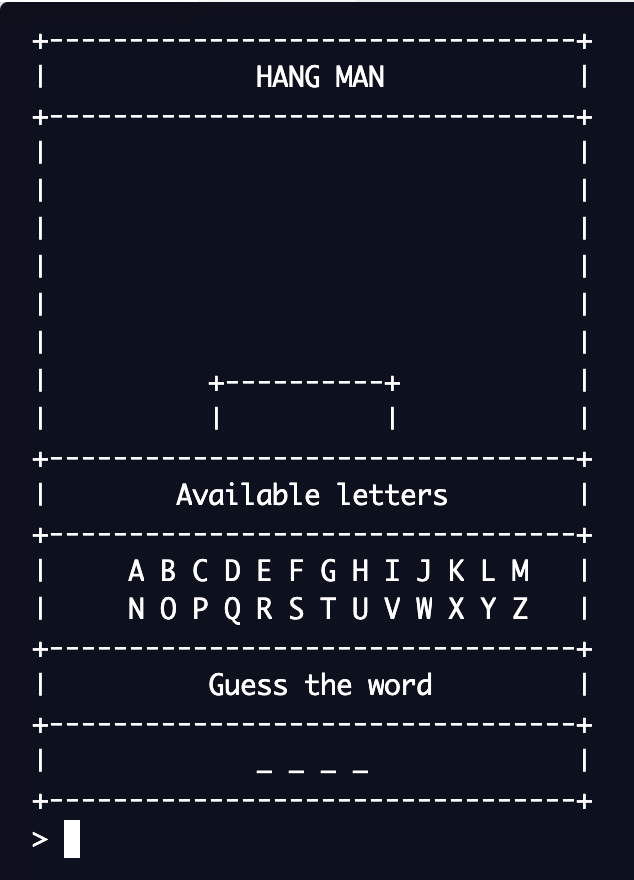 +---------------------------------+
|             HANG MAN            |
+---------------------------------+
|                                 |
|                                 |
|                                 |
|                                 |
|                                 |
|                                 |
|          +----------+           |
|          |          |           |
+---------------------------------+
|        Available letters        |
+---------------------------------+
|     A B C D E F G H I J K L M   |
|     N O P Q R S T U V W X Y Z   |
+---------------------------------+
|          Guess the word         |
+---------------------------------+
|             _ _ _ _             |
+---------------------------------+
>